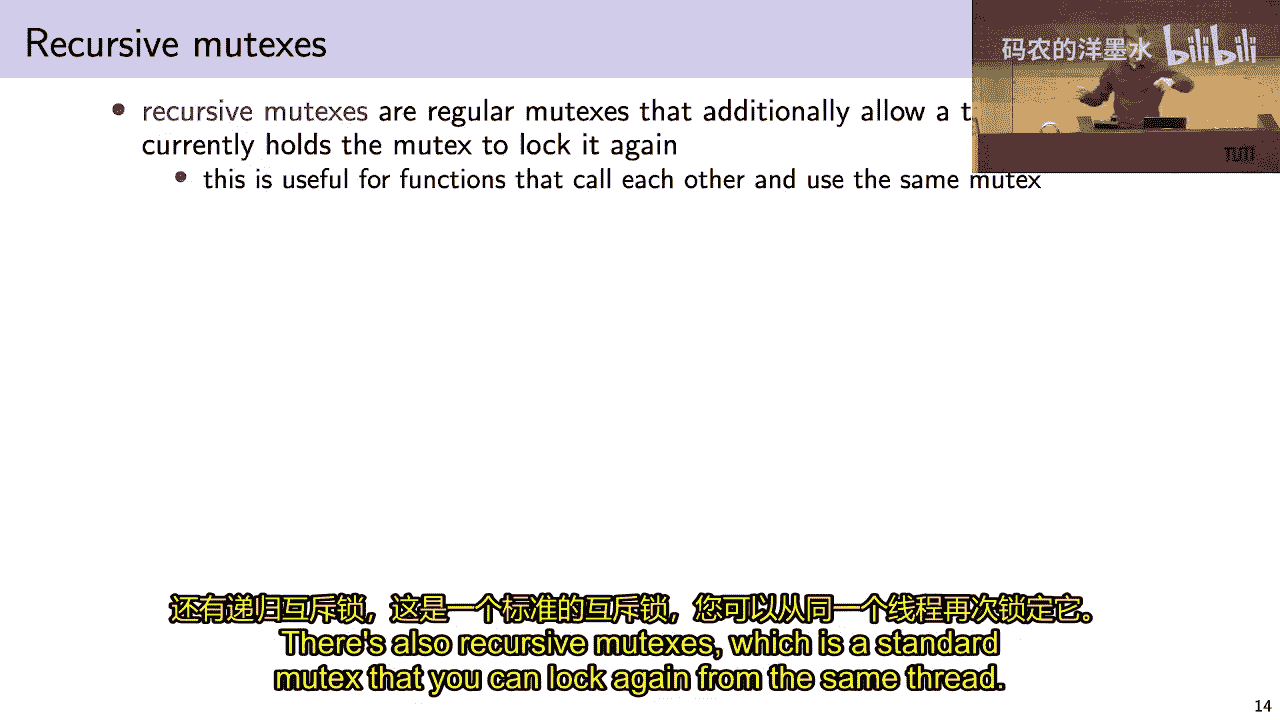 Recursive mutexes
码农的洋墨水 bilibili
recursive mutexes are regular mutexes that additionally allow a t
currently holds the mutex to lock it again
this is useful for functions that call each other and use the same mutex
TUM
还有递归互斥锁，这是一个标准的互斥锁，您可以从同一个线程再次锁定它。
There's also recursive mutexes, which is a standard
mutex that you can lock again from the same thread.
14